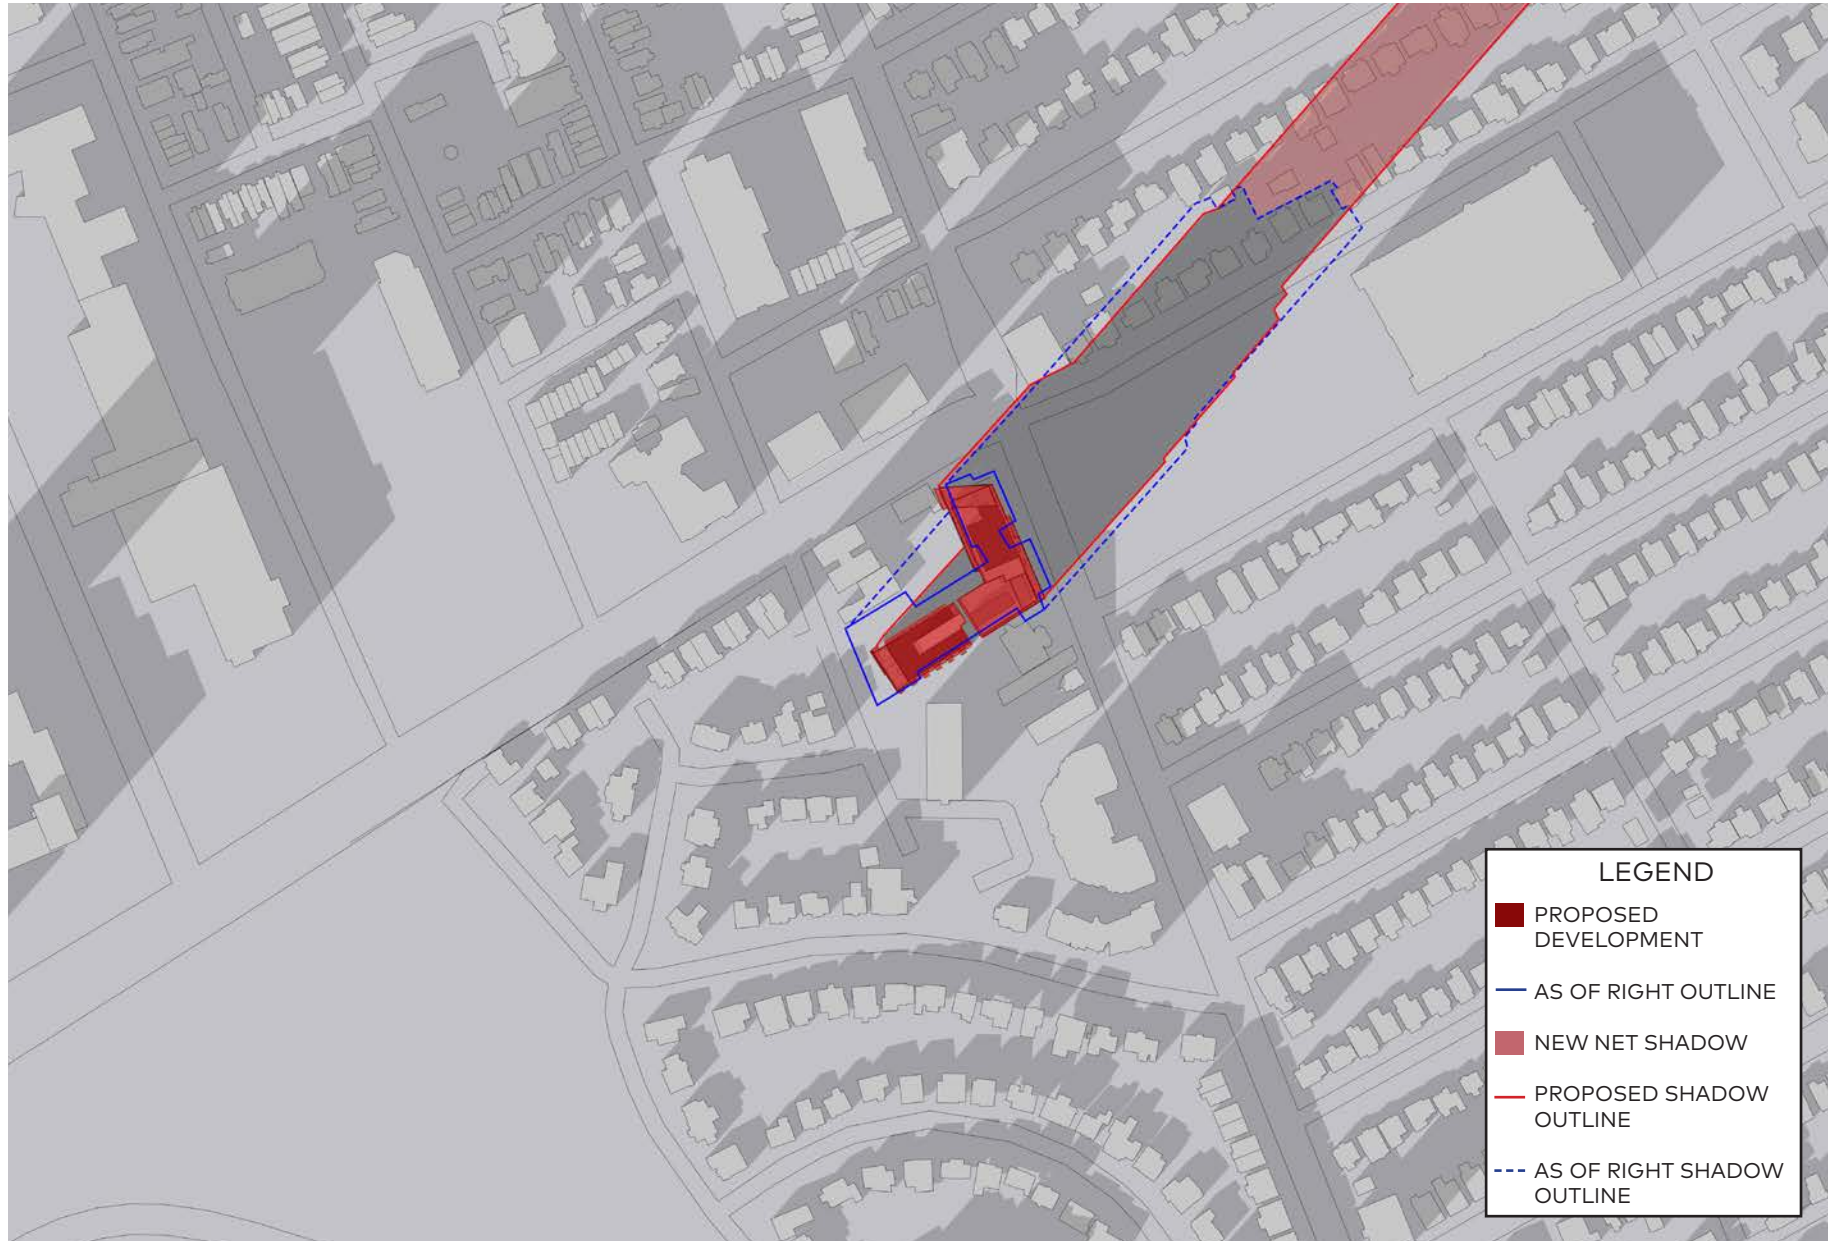 LEGEND
PROPOSED
DEVELOPMENT
AS OF RIGHT OUTLINE
NEW NET SHADOW
PROPOSED SHADOW
OUTLINE
AS OF RIGHT SHADOW
OUTLINE